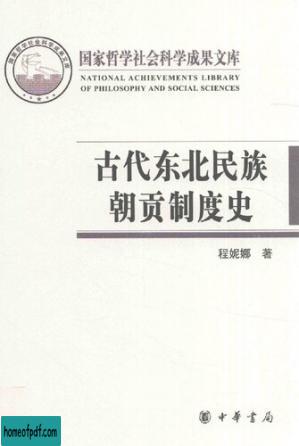 国家哲学社会科学成果文库
NATIONAL ACHIEVEMENTS LIBRARY
OF PHILOSOPHY AND SOCIAL SCIENCES
古代东北民族
朝贡制度史
程妮娜 著
中华书局
homeofpdf.com